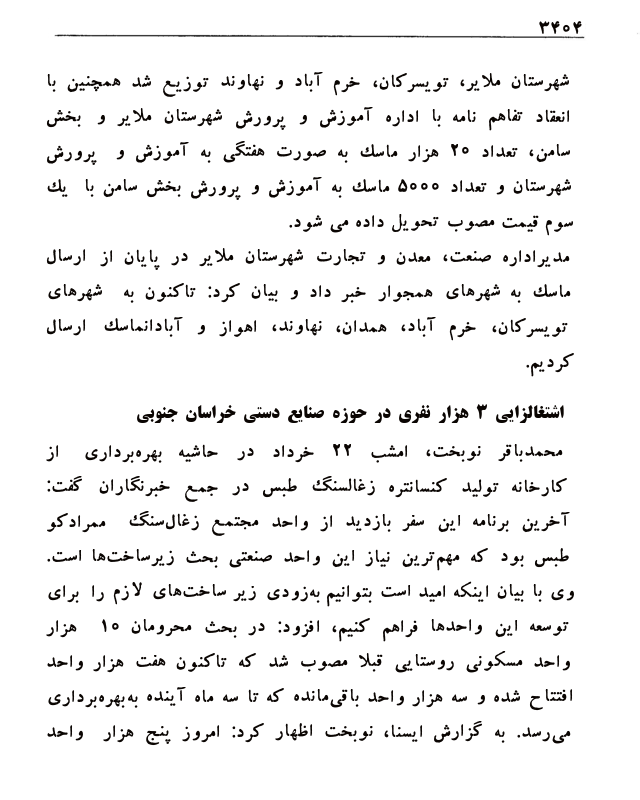 ۳۴۰۴
شهرستان ملایر، تویسرکان، خرم آباد و نهاوند توزیع شد همچنین با
انعقاد تفاهم نامه با اداره آموزش و پرورش شهرستان ملایر و بخش
سامن، تعداد ۲۰ هزار ماسك به صورت هفتگی به آموزش و پرورش
شهرستان و تعداد ۵۰۰۰ ماسك به آموزش و پرورش بخش سامن با یك
سوم قیمت مصوب تحویل داده می شود.
مدیراداره صنعت، معدن و تجارت شهرستان ملایر در پایان از ارسال
ماسك به شهرهای همجوار خبر داد و بیان کرد: تاکنون به شهرهای
تویسرکان، خرم آباد، همدان، نهاوند، اهواز و آبادانماسك ارسال
کردیم.
اشتغالزایی ۳ هزار نفری در حوزه صنایع دستی خراسان جنوبی
محمدباقر نوبخت، امشب ۲۲ خرداد در حاشیه بهره‌برداری از
کارخانه تولید کنسانتره زغالسنگ طبس در جمع خبرنگاران گفت:
آخرین برنامه این سفر بازدید از واحد مجتمع زغال‌سنگ ممرادکو
طبس بود که مهم‌ترین نیاز این واحد صنعتی بحث زیرساخت‌ها است.
وی با بیان اینکه امید است بتوانیم به‌زودی زیر ساخت‌های لازم را برای
توسعه این واحدها فراهم کنیم، افزود: در بحث محرومان ۱۰ هزار
واحد مسکونی روستایی قبلا مصوب شد که تاکنون هفت هزار واحد
افتتاح شده و سه هزار واحد باقی‌مانده که تا سه ماه آینده به‌بهره‌برداری
می‌رسد. به گزارش ایسنا، نوبخت اظهار کرد: امروز پنج هزار واحد